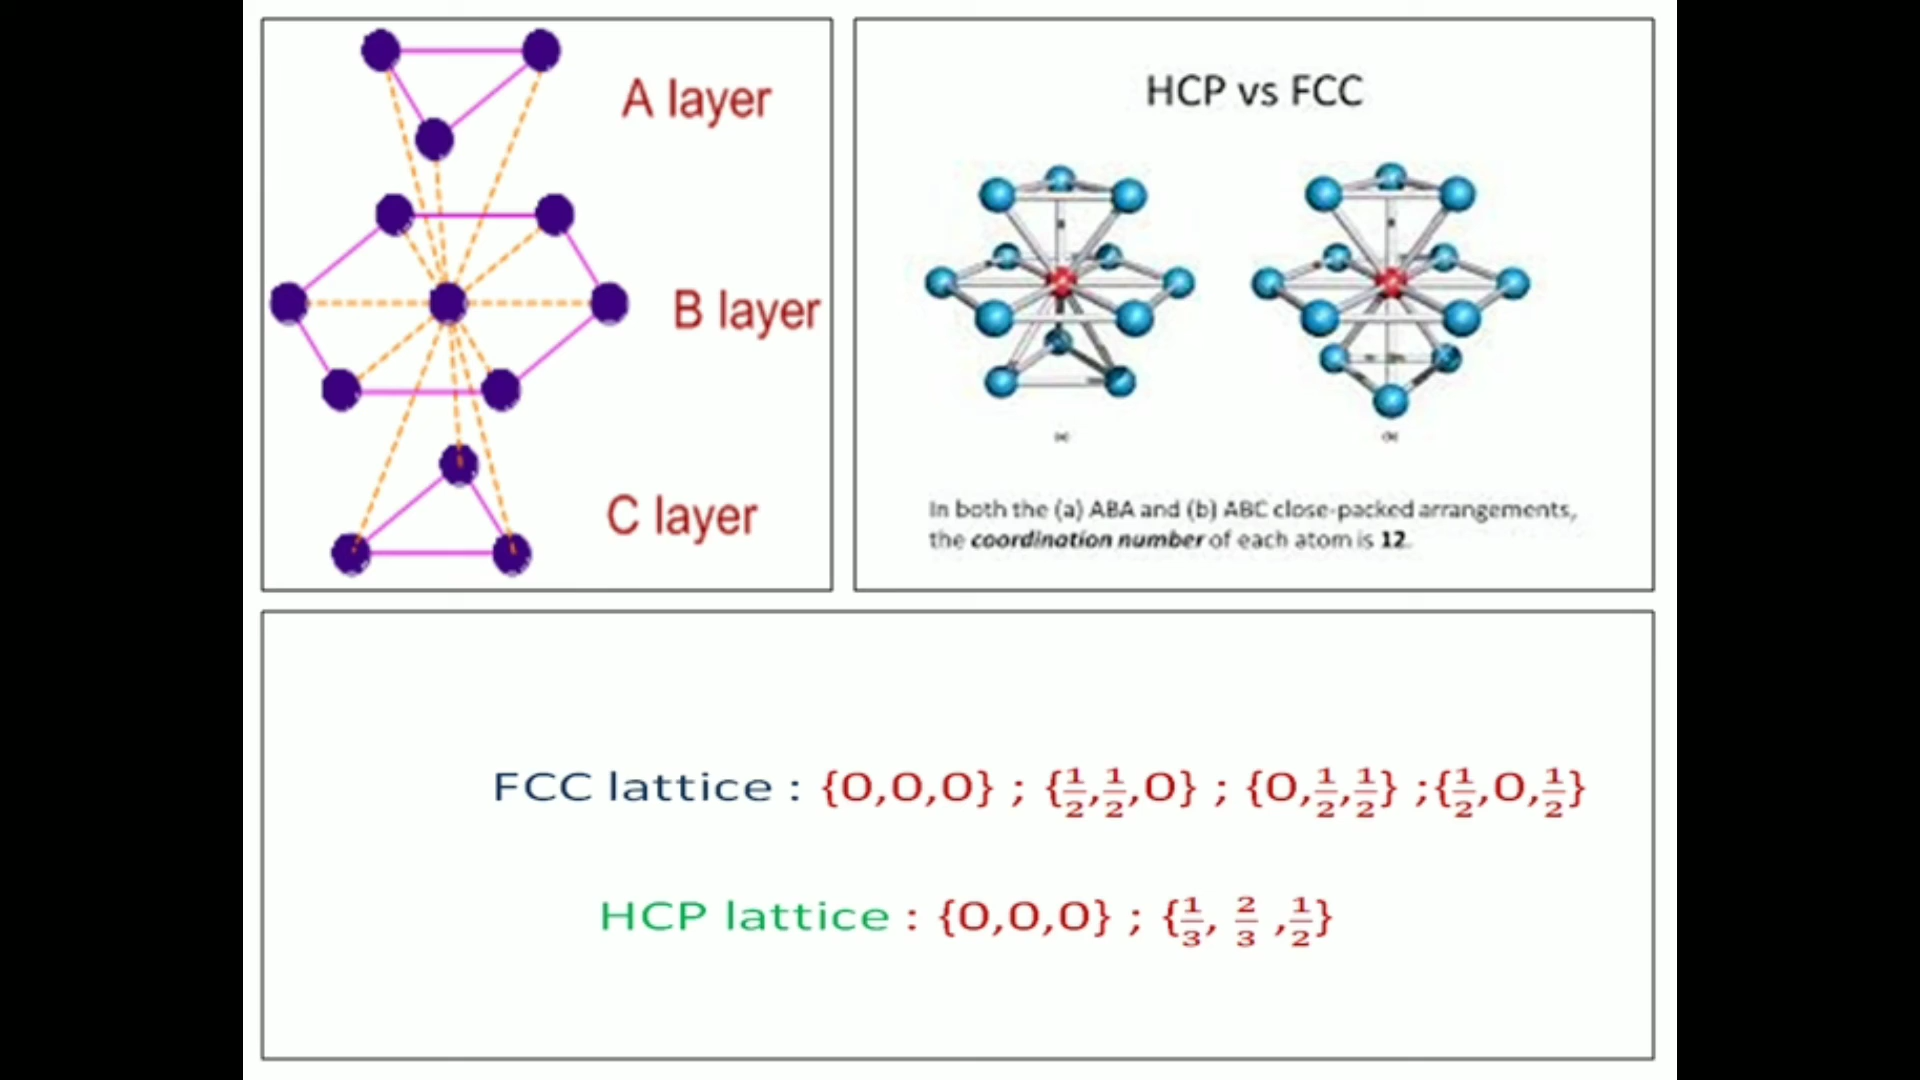 A layer
B layer
C layer
HCP vs FCC
(a) (b)
In both the (a) ABA and (b) ABC close-packed arrangements,
the coordination number of each atom is 12.
FCC lattice : {0,0,0} ; {1/2,1/2,0} ; {0,1/2,1/2} ;{1/2,0,1/2}
HCP lattice : {0,0,0} ; {1/3, 2/3 ,1/2}